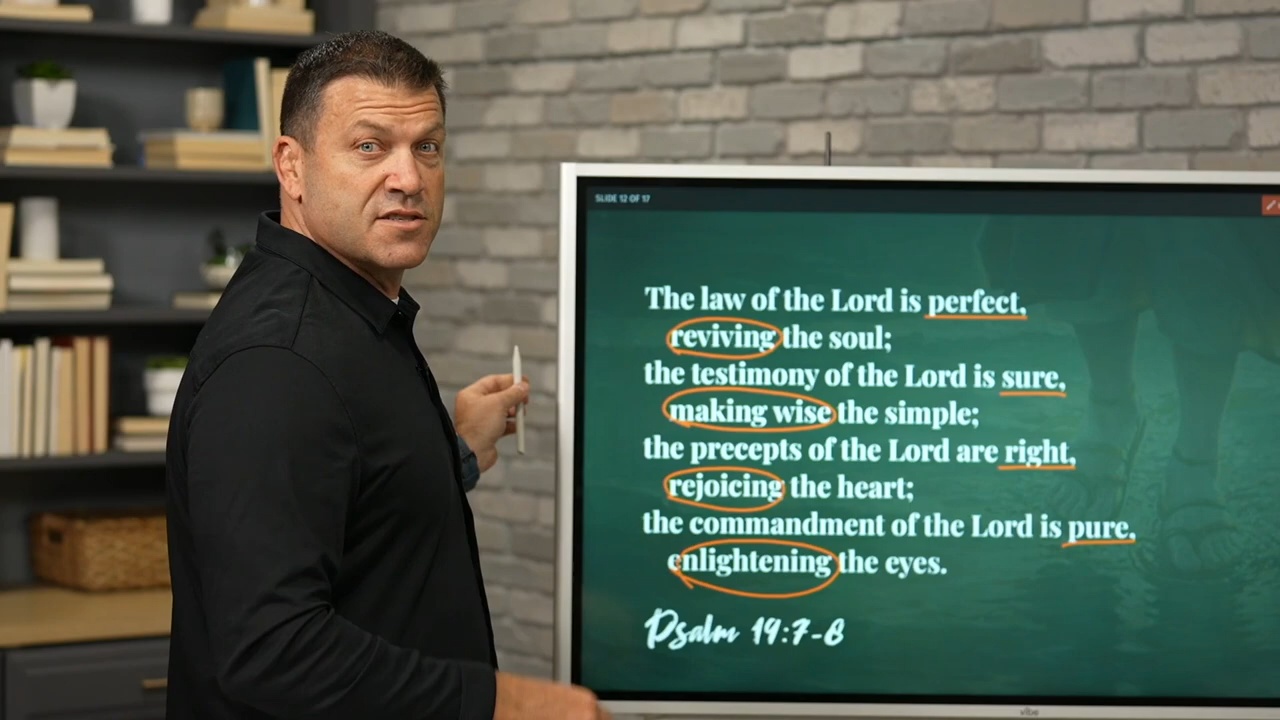 SLIDE 12 OF 17
The law of the Lord is perfect,
reviving the soul;
the testimony of the Lord is sure,
making wise the simple;
the precepts of the Lord are right,
rejoicing the heart;
the commandment of the Lord is pure,
enlightening the eyes.
Psalm 19:7-8
vibe